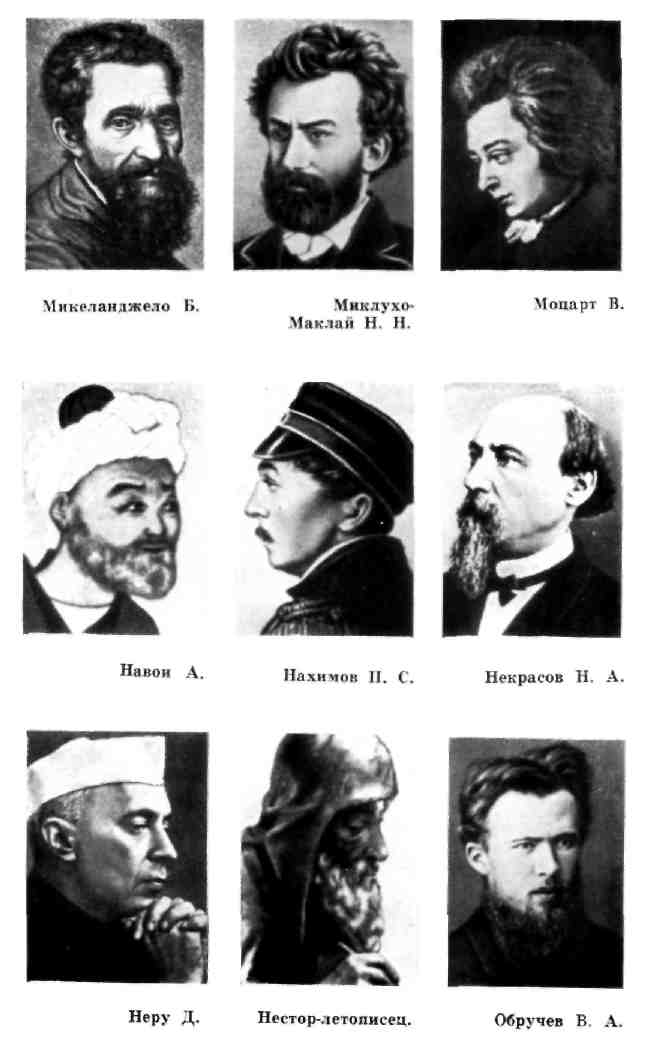 Микеланджело Б.
Миклухо-
Маклай Н. Н.
Моцарт В.
Навои А.
Нахимов П. С.
Некрасов Н. А.
Неру Д.
Нестор-летописец.
Обручев В. А.